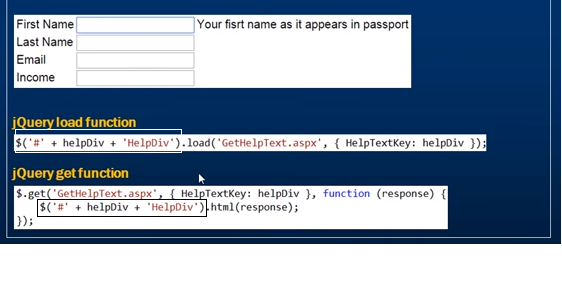 First Name Your fisrt name as it appears in passport
Last Name
Email
Income
jQuery load function
$('#' + helpDiv + 'HelpDiv').load('GetHelpText.aspx', { HelpTextKey: helpDiv });
jQuery get function
$.get('GetHelpText.aspx', { HelpTextKey: helpDiv }, function (response) {
$('#' + helpDiv + 'HelpDiv').html(response);
});